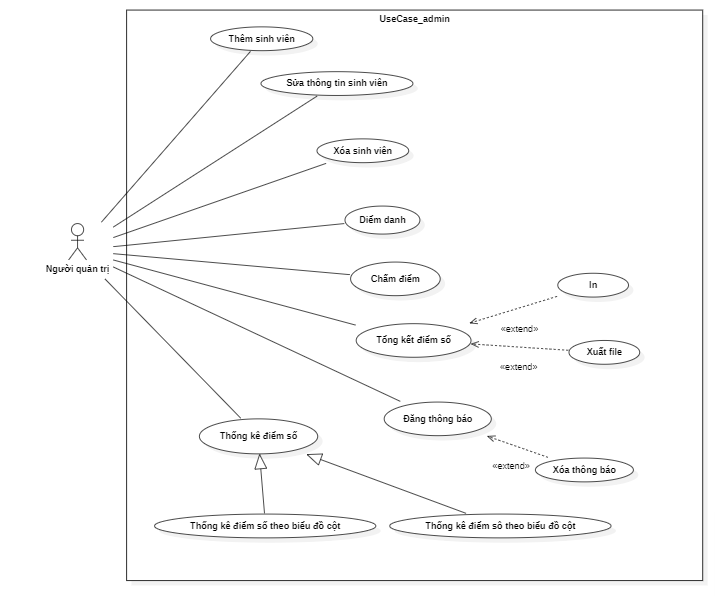 UseCase_admin
Thêm sinh viên
Sửa thông tin sinh viên
Xóa sinh viên
Điểm danh
Người quản trị
Chấm điểm
In
«extend»
Tổng kết điểm số
Xuất file
«extend»
Đăng thông báo
Thống kê điểm số
«extend»
Xóa thông báo
Thống kê điểm số theo biểu đồ cột
Thống kê điểm số theo biểu đồ cột